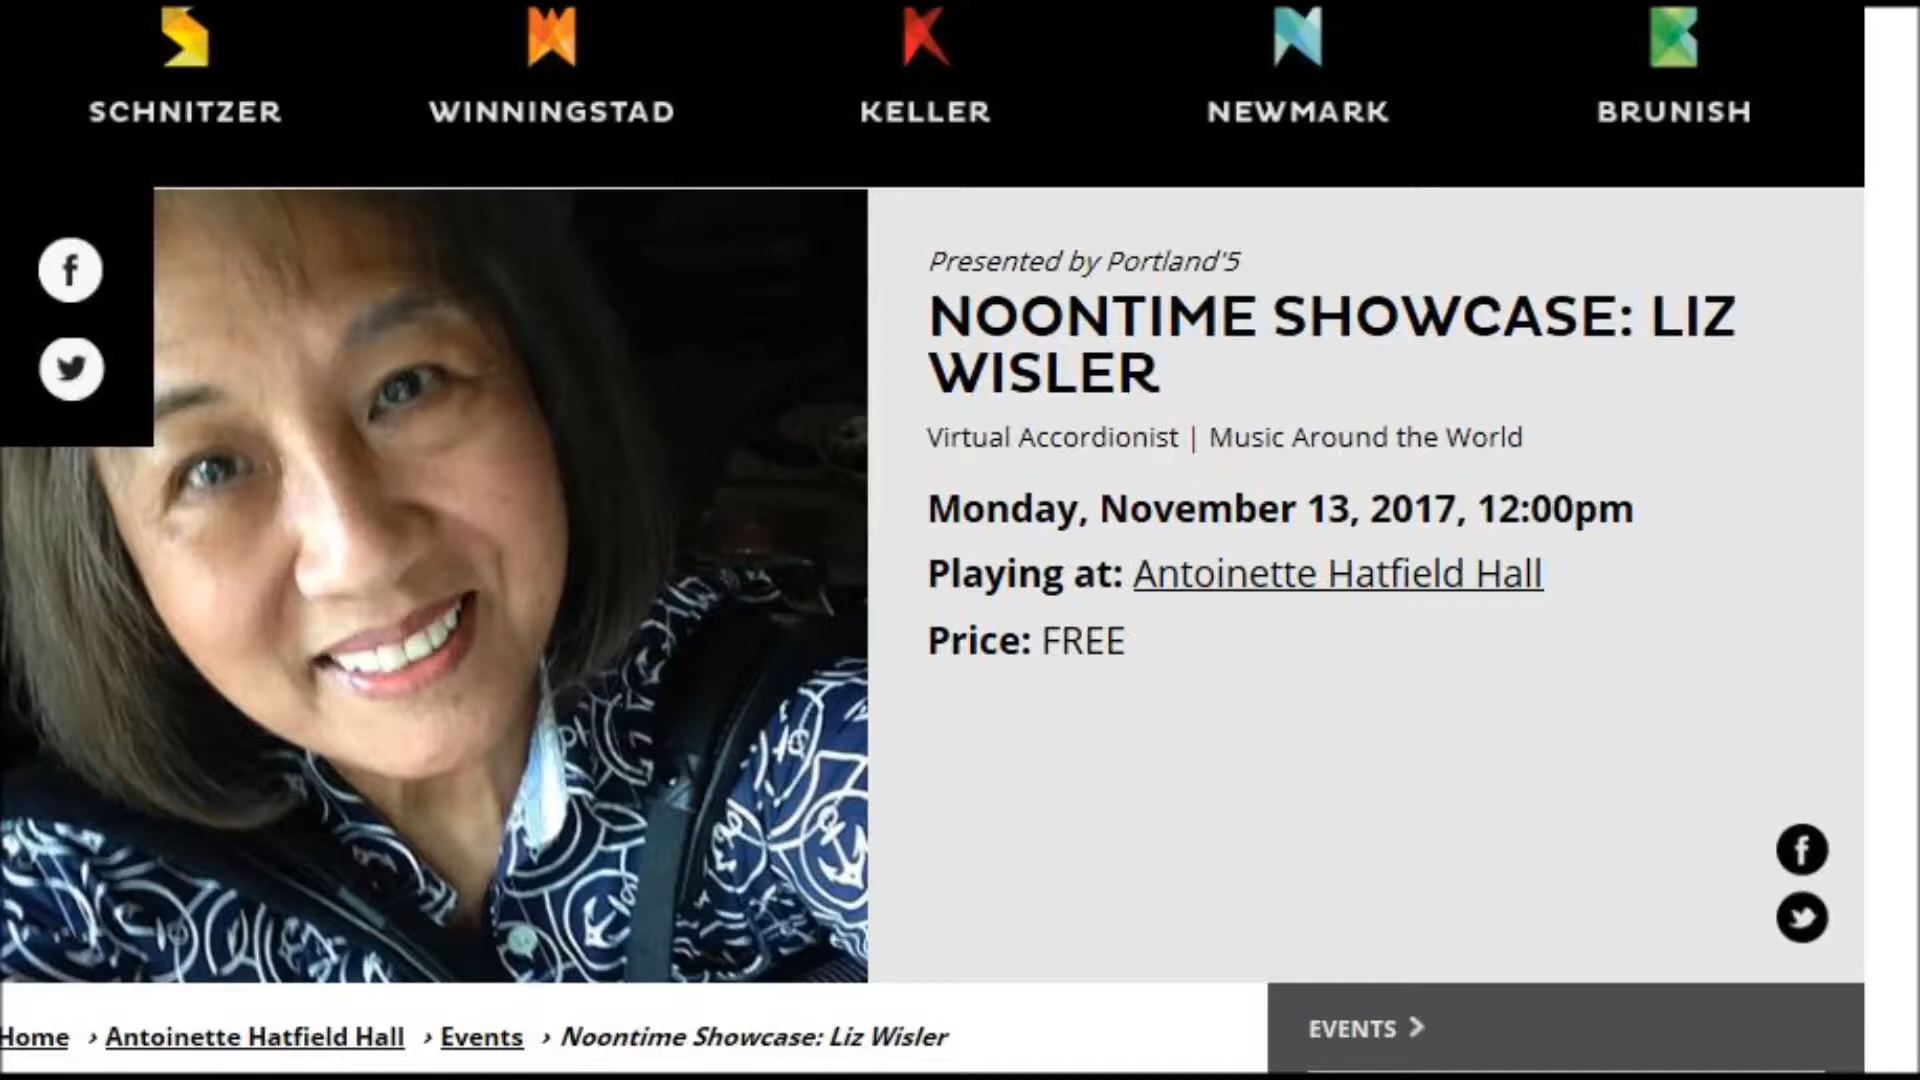 SCHNITZER
WINNINGSTAD
KELLER
NEWMARK
BRUNISH
Presented by Portland'5
NOONTIME SHOWCASE: LIZ
WISLER
Virtual Accordionist | Music Around the World
Monday, November 13, 2017, 12:00pm
Playing at: Antoinette Hatfield Hall
Price: FREE
Home › Antoinette Hatfield Hall › Events › Noontime Showcase: Liz Wisler
EVENTS